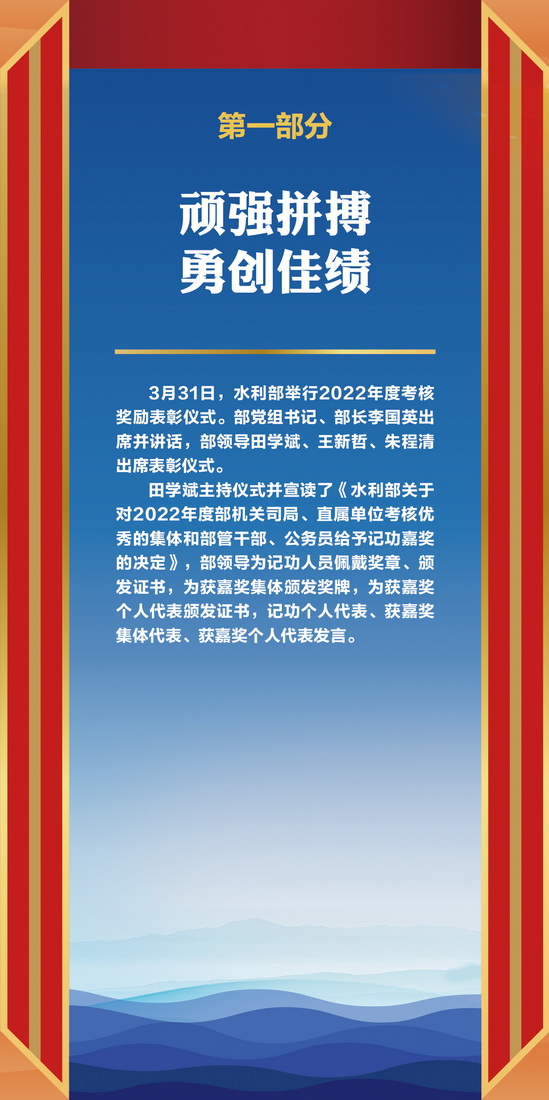 第一部分
顽强拼搏
勇创佳绩
3月31日，水利部举行2022年度考核
奖励表彰仪式。部党组书记、部长李国英出
席并讲话，部领导田学斌、王新哲、朱程清
出席表彰仪式。
田学斌主持仪式并宣读了《水利部关于
对2022年度部机关司局、直属单位考核优
秀的集体和部管干部、公务员给予记功嘉奖
的决定》，部领导为记功人员佩戴奖章、颁
发证书，为获嘉奖集体颁发奖牌，为获嘉奖
个人代表颁发证书，记功个人代表、获嘉奖
集体代表、获嘉奖个人代表发言。